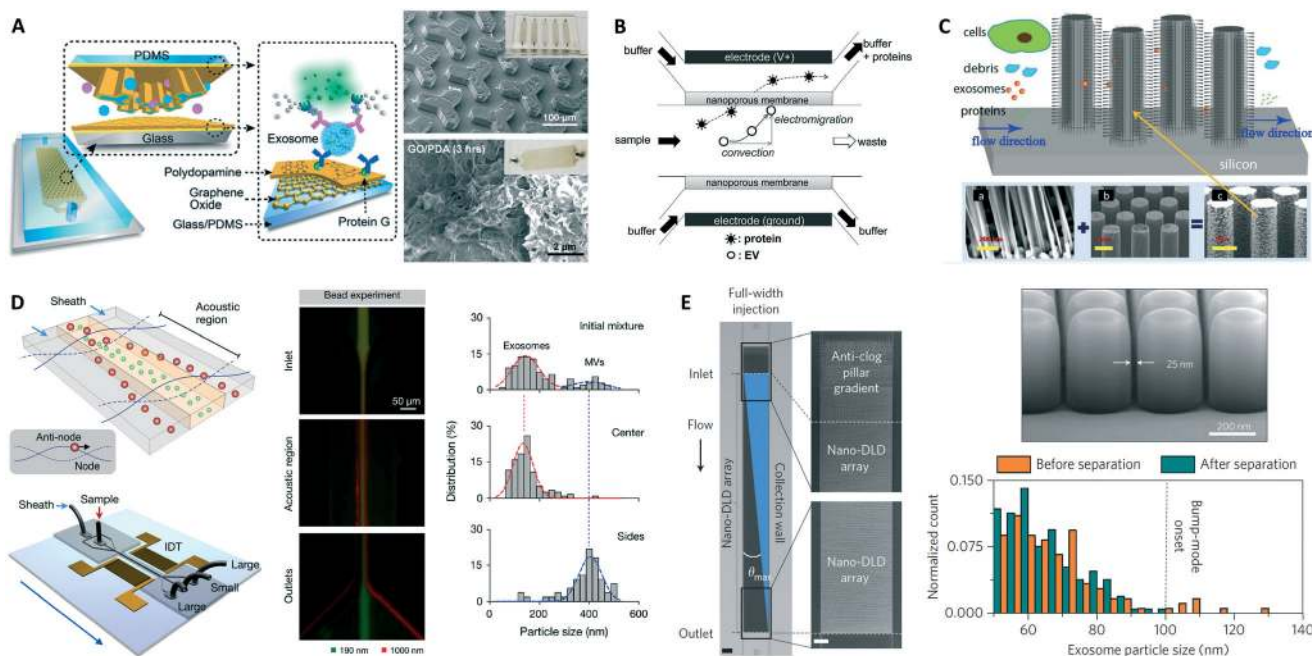 A
PDMS
Glass
Exosome
Polydopamine
Graphene
Oxide
Glass/PDMS
Protein G
100 µm
GO/PDA (3 hrs)
2 µm
B
buffer
electrode (V+)
buffer
+ proteins
nanoporous membrane
electromigration
sample
waste
convection
nanoporous membrane
buffer
electrode (ground)
buffer
: protein
: EV
C
cells
debris
exosomes
proteins
flow direction
flow direction
silicon
a
b
c
+
=
D
Sheath
Acoustic
region
Anti-node
Node
Sheath
Sample
IDT
Large
Small
Large
Bead experiment
Inlet
50 µm
Acoustic region
Outlets
190 nm
1000 nm
Distribution (%)
30
15
0
Initial mixture
Exosomes
MVs
30
15
0
Center
30
15
0
Sides
0
200
400
600
Particle size (nm)
E
Full-width
injection
Inlet
Flow
Nano-DLD array
Collection wall
θmax
Outlet
Anti-clog
pillar
gradient
Nano-DLD
array
Nano-DLD
array
25 nm
200 nm
Before separation
After separation
Normalized count
0.150
0.075
0.000
Bump-mode
onset
60
80
100
120
140
Exosome particle size (nm)